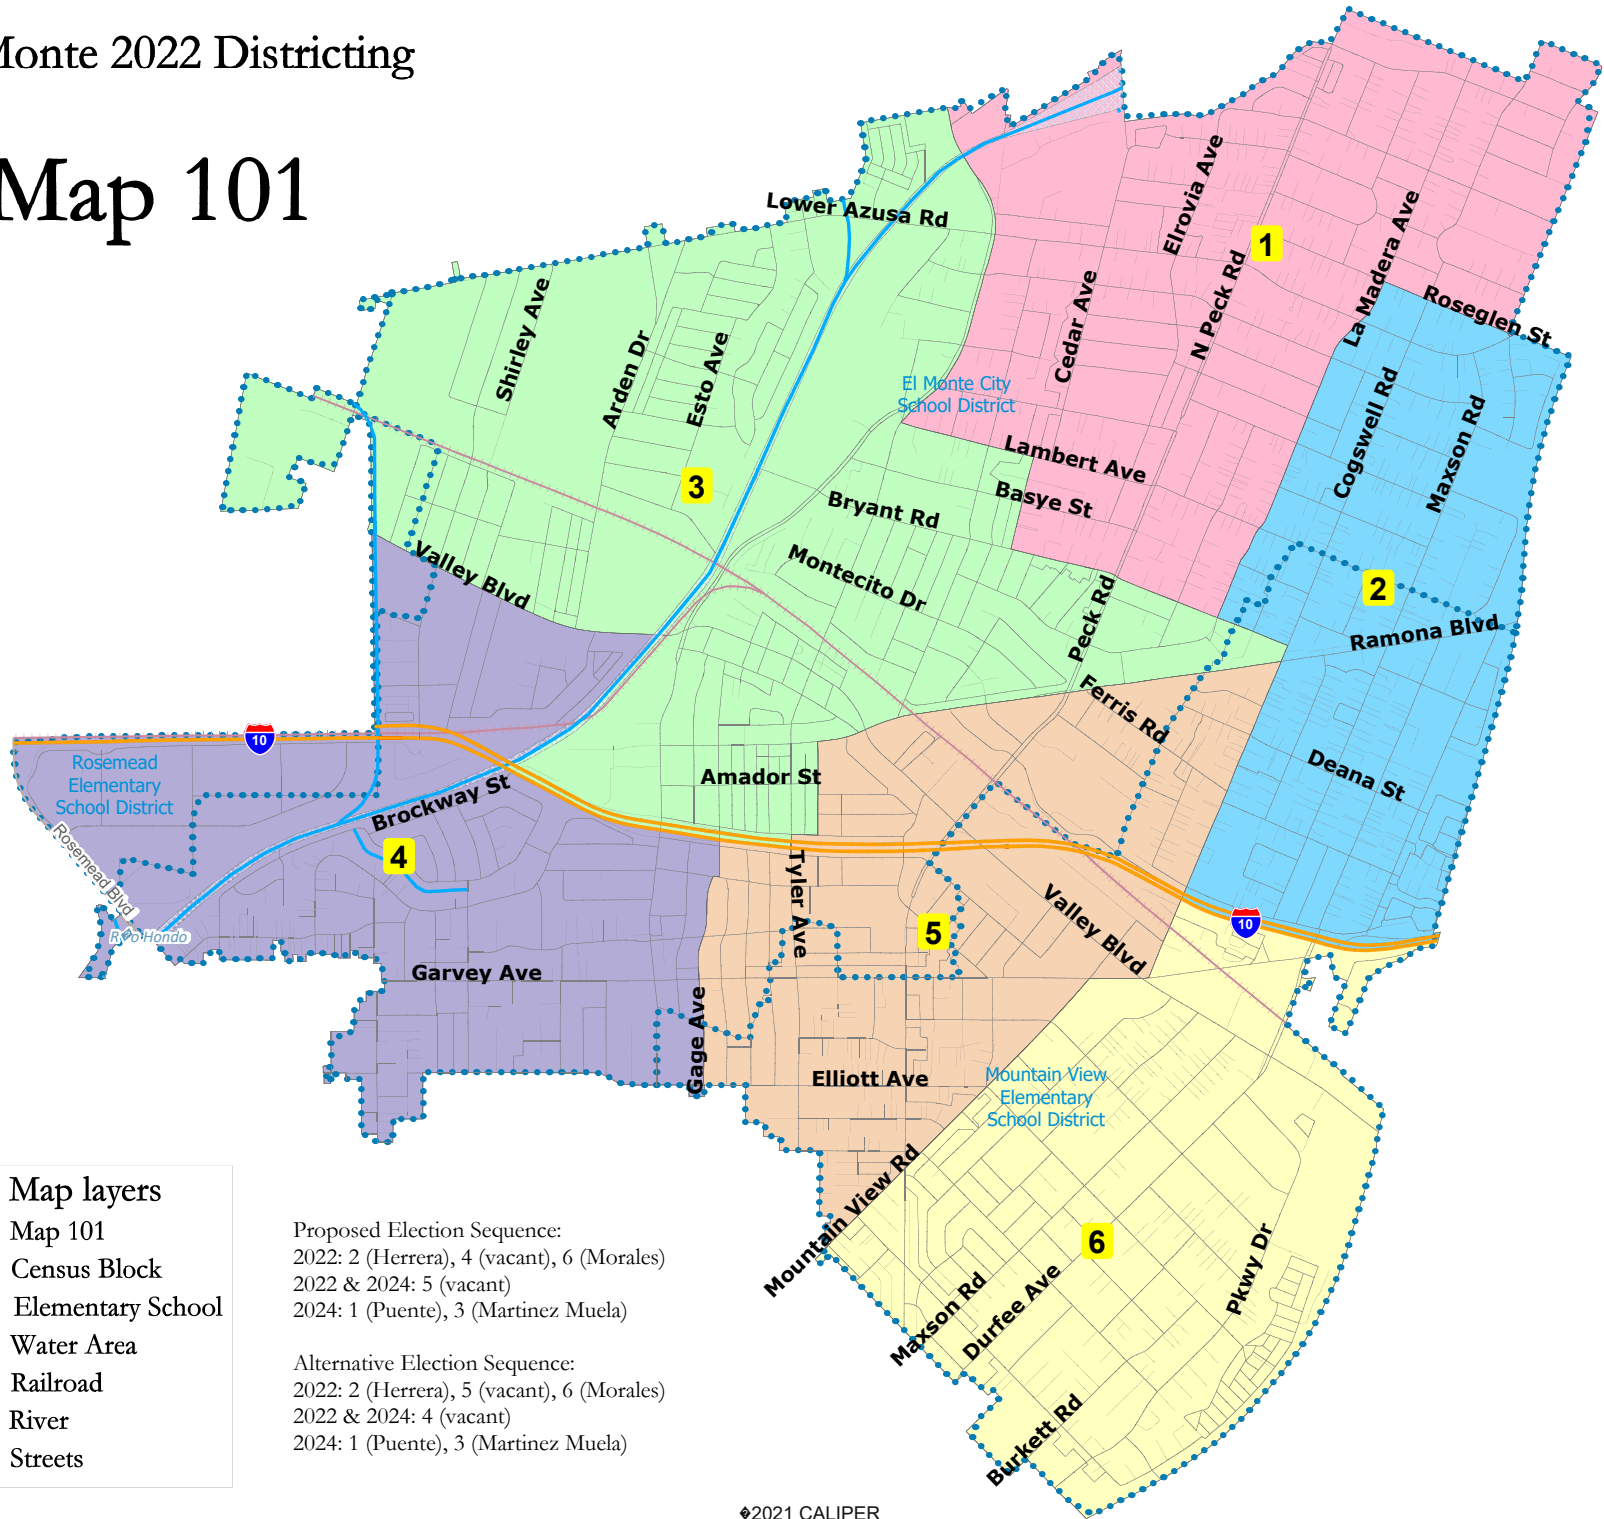 Monte 2022 Districting
Map 101
Lower Azusa Rd
Elrovia Ave
1
N Peck Rd
La Madera Ave
Roseglen St
Cedar Ave
Shirley Ave
Arden Dr
Esto Ave
El Monte City
School District
Cogswell Rd
Maxson Rd
Lambert Ave
3
Basye St
Bryant Rd
Valley Blvd
Montecito Dr
Peck Rd
2
Ramona Blvd
Ferris Rd
10
Rosemead
Elementary
School District
Amador St
Deana St
Brockway St
Rosemead Blvd
4
Tyler Ave
Valley Blvd
5
10
R�o Hondo
Garvey Ave
Gage Ave
Elliott Ave
Mountain View
Elementary
School District
Mountain View Rd
6
Pkwy Dr
Maxson Rd
Durfee Ave
Burkett Rd
Map layers
Map 101
Census Block
Elementary School
Water Area
Railroad
River
Streets
Proposed Election Sequence:
2022: 2 (Herrera), 4 (vacant), 6 (Morales)
2022 & 2024: 5 (vacant)
2024: 1 (Puente), 3 (Martinez Muela)
Alternative Election Sequence:
2022: 2 (Herrera), 5 (vacant), 6 (Morales)
2022 & 2024: 4 (vacant)
2024: 1 (Puente), 3 (Martinez Muela)
�2021 CALIPER